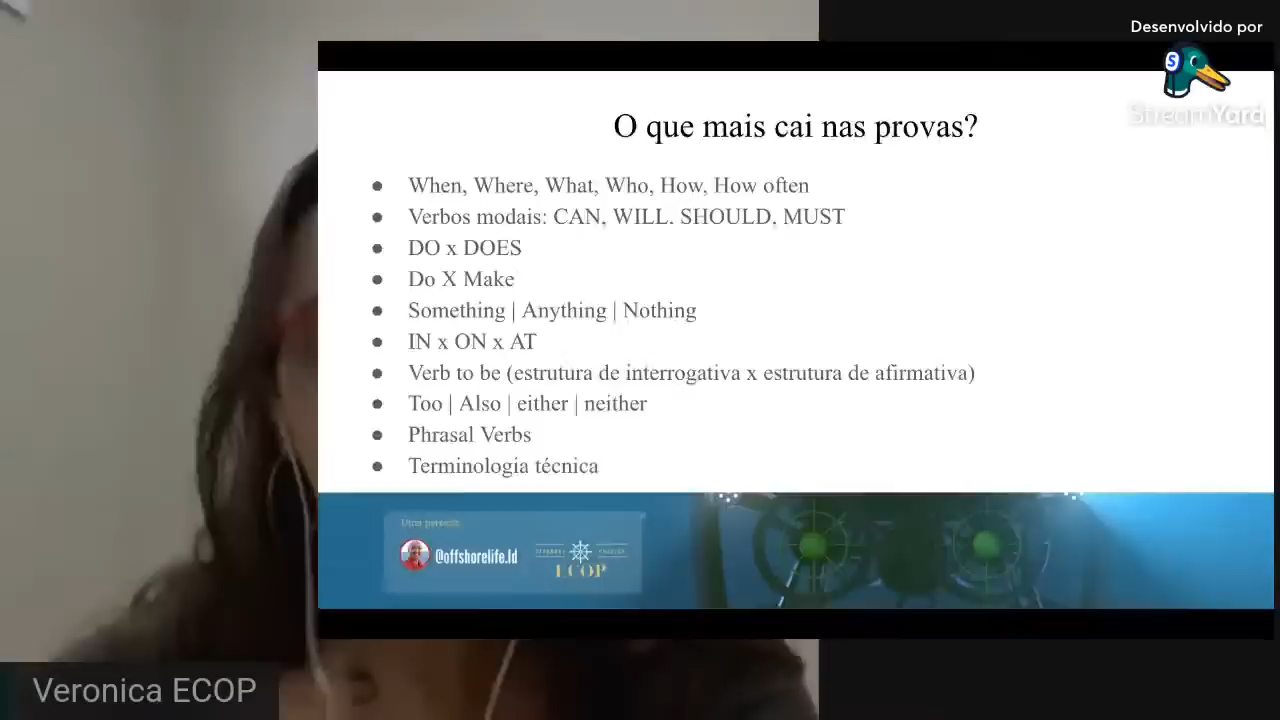 Desenvolvido por
StreamYard
O que mais cai nas provas?
● When, Where, What, Who, How, How often
● Verbos modais: CAN, WILL, SHOULD, MUST
● DO x DOES
● Do X Make
● Something | Anything | Nothing
● IN x ON x AT
● Verb to be (estrutura de interrogativa x estrutura de afirmativa)
● Too | Also | either | neither
● Phrasal Verbs
● Terminologia técnica
@offshorelife.ld
ECOP
Veronica ECOP